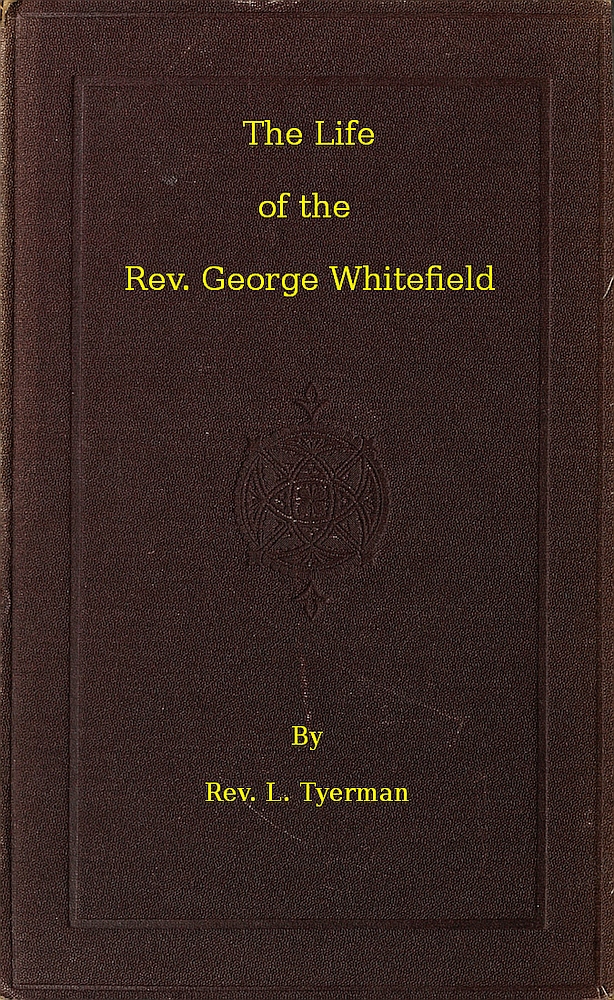 The Life
of the
Rev. George Whitefield
By
Rev. L. Tyerman